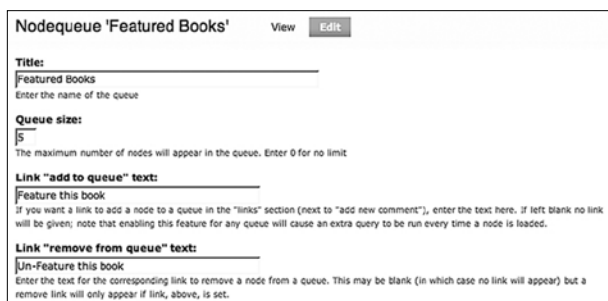 Nodequeue 'Featured Books' View Edit
Title:
Featured Books
Enter the name of the queue
Queue size:
5
The maximum number of nodes will appear in the queue. Enter 0 for no limit
Link "add to queue" text:
Feature this book
If you want a link to add a node to a queue in the "links" section (next to "add new comment"), enter the text here. If left blank no link
will be given; note that enabling this feature for any queue will cause an extra query to be run every time a node is loaded.
Link "remove from queue" text:
Un-Feature this book
Enter the text for the corresponding link to remove a node from a queue. This may be blank (in which case no link will appear) but a
remove link will only appear if link, above, is set.